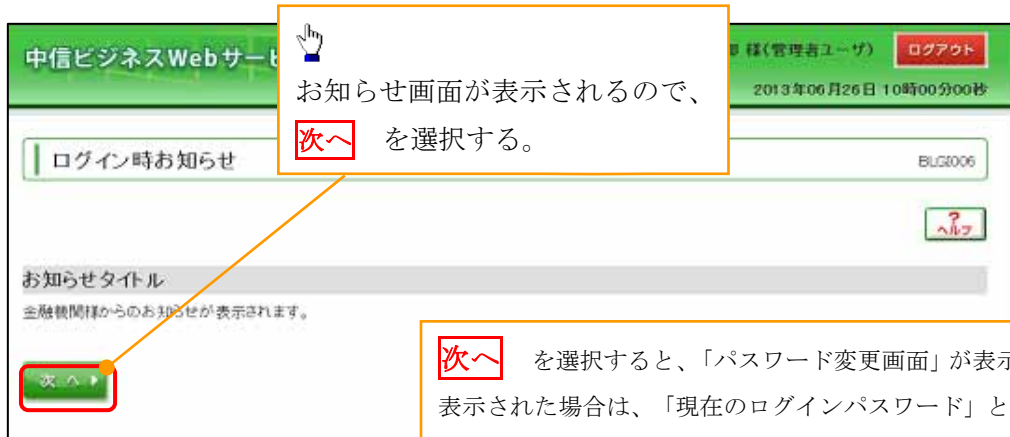 中信ビジネスWebサービ
様(管理者ユーザ)
ログアウト
2013年06月26日 10時00分00秒
お知らせ画面が表示されるので、
次へ を選択する。
ログイン時お知らせ
BLGI006
?
ヘルプ
お知らせタイトル
金融機関様からのお知らせが表示されます。
次へ
次へ を選択すると、「パスワード変更画面」が表示
表示された場合は、「現在のログインパスワード」と